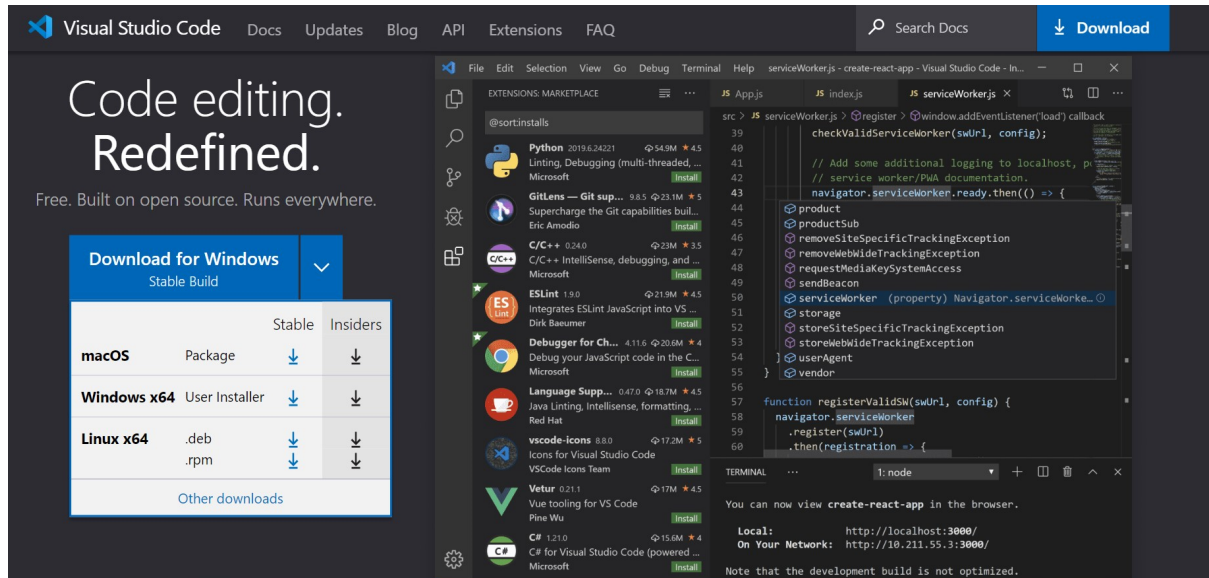 Visual Studio Code Docs Updates Blog API Extensions FAQ Search Docs Download
Code editing.
Redefined.
Free. Built on open source. Runs everywhere.
Download for Windows
Stable Build
Stable Insiders
macOS Package
Windows x64 User Installer
Linux x64 .deb
.rpm
Other downloads
File Edit Selection View Go Debug Terminal Help serviceWorker.js - create-react-app - Visual Studio Code - In...
EXTENSIONS: MARKETPLACE
@sort:installs
Python 2019.6.24221 54.9M ★ 4.5
Linting, Debugging (multi-threaded, ...
Microsoft Install
GitLens — Git sup... 9.8.5 23.1M ★ 5
Supercharge the Git capabilities buil...
Eric Amodio Install
C/C++
C/C++ 0.24.0 23M ★ 3.5
C/C++ IntelliSense, debugging, and ...
Microsoft Install
ES
Lint
ESLint 1.9.0 21.9M ★ 4.5
Integrates ESLint JavaScript into VS ...
Dirk Baeumer Install
Debugger for Ch... 4.11.6 20.6M ★ 4
Debug your JavaScript code in the C...
Microsoft Install
Language Supp... 0.47.0 18.7M ★ 4.5
Java Linting, Intellisense, formatting, ...
Red Hat Install
vscode-icons 8.8.0 17.2M ★ 5
Icons for Visual Studio Code
VSCode Icons Team Install
Vetur 0.21.1 17M ★ 4.5
Vue tooling for VS Code
Pine Wu Install
C#
C# 1.21.0 15.6M ★ 4
C# for Visual Studio Code (powered ...
Microsoft Install
JS App.js JS index.js JS serviceWorker.js ×
src > JS serviceWorker.js > register > window.addEventListener('load') callback
39 checkValidServiceWorker(swUrl, config);
40
41 // Add some additional logging to localhost, p
42 // service worker/PWA documentation.
43 navigator.serviceWorker.ready.then(() => {
44 product
45 productSub
46 removeSiteSpecificTrackingException
47 removeWebWideTrackingException
48 requestMediaKeySystemAccess
49 sendBeacon
50 serviceWorker (property) Navigator.serviceWorke...
51 storage
52 storeSiteSpecificTrackingException
53 storeWebWideTrackingException
54 } userAgent
55 } vendor
56
57 function registerValidSW(swUrl, config) {
58 navigator.serviceWorker
59 .register(swUrl)
60 .then(registration => {
TERMINAL ... 1: node
You can now view create-react-app in the browser.
Local: http://localhost:3000/
On Your Network: http://10.211.55.3:3000/
Note that the development build is not optimized.